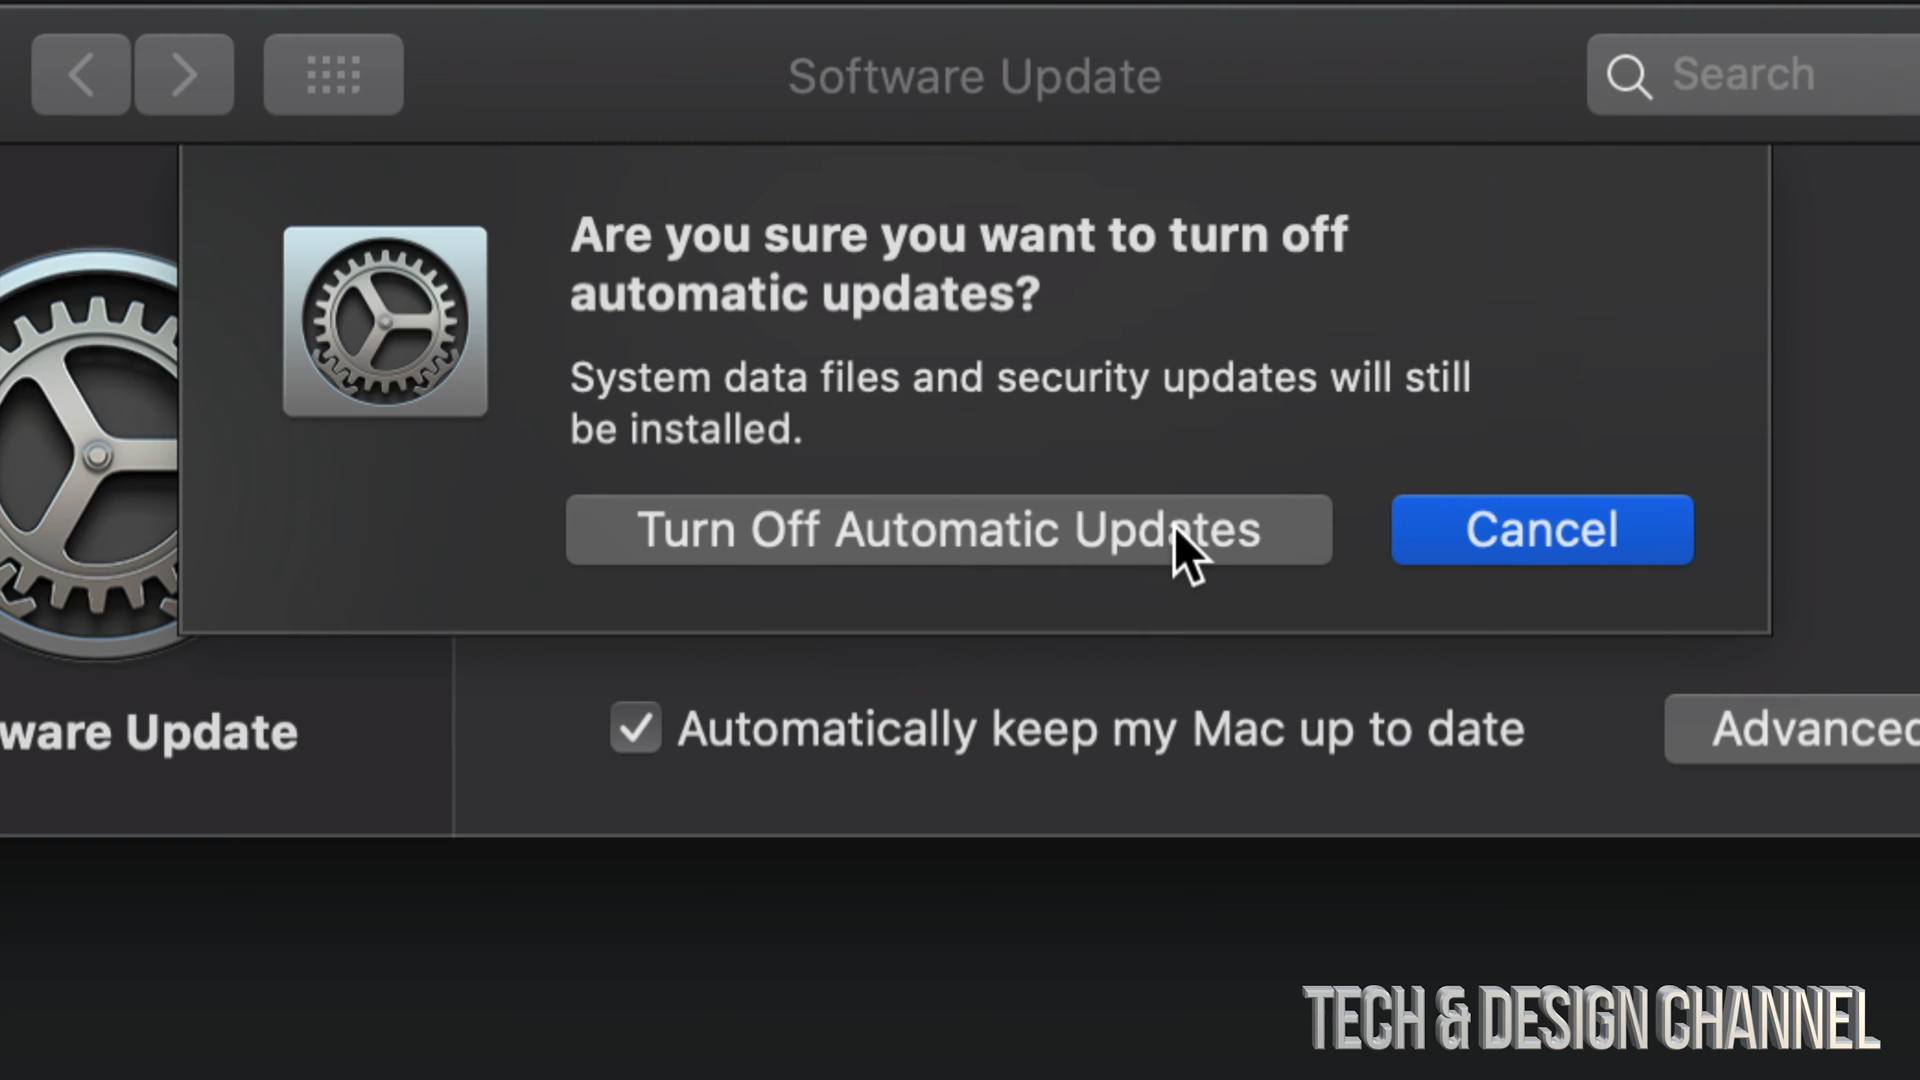 Software Update
Search
Are you sure you want to turn off
automatic updates?
System data files and security updates will still
be installed.
Turn Off Automatic Updates
Cancel
ware Update
Automatically keep my Mac up to date
Advanced
TECH & DESIGN CHANNEL